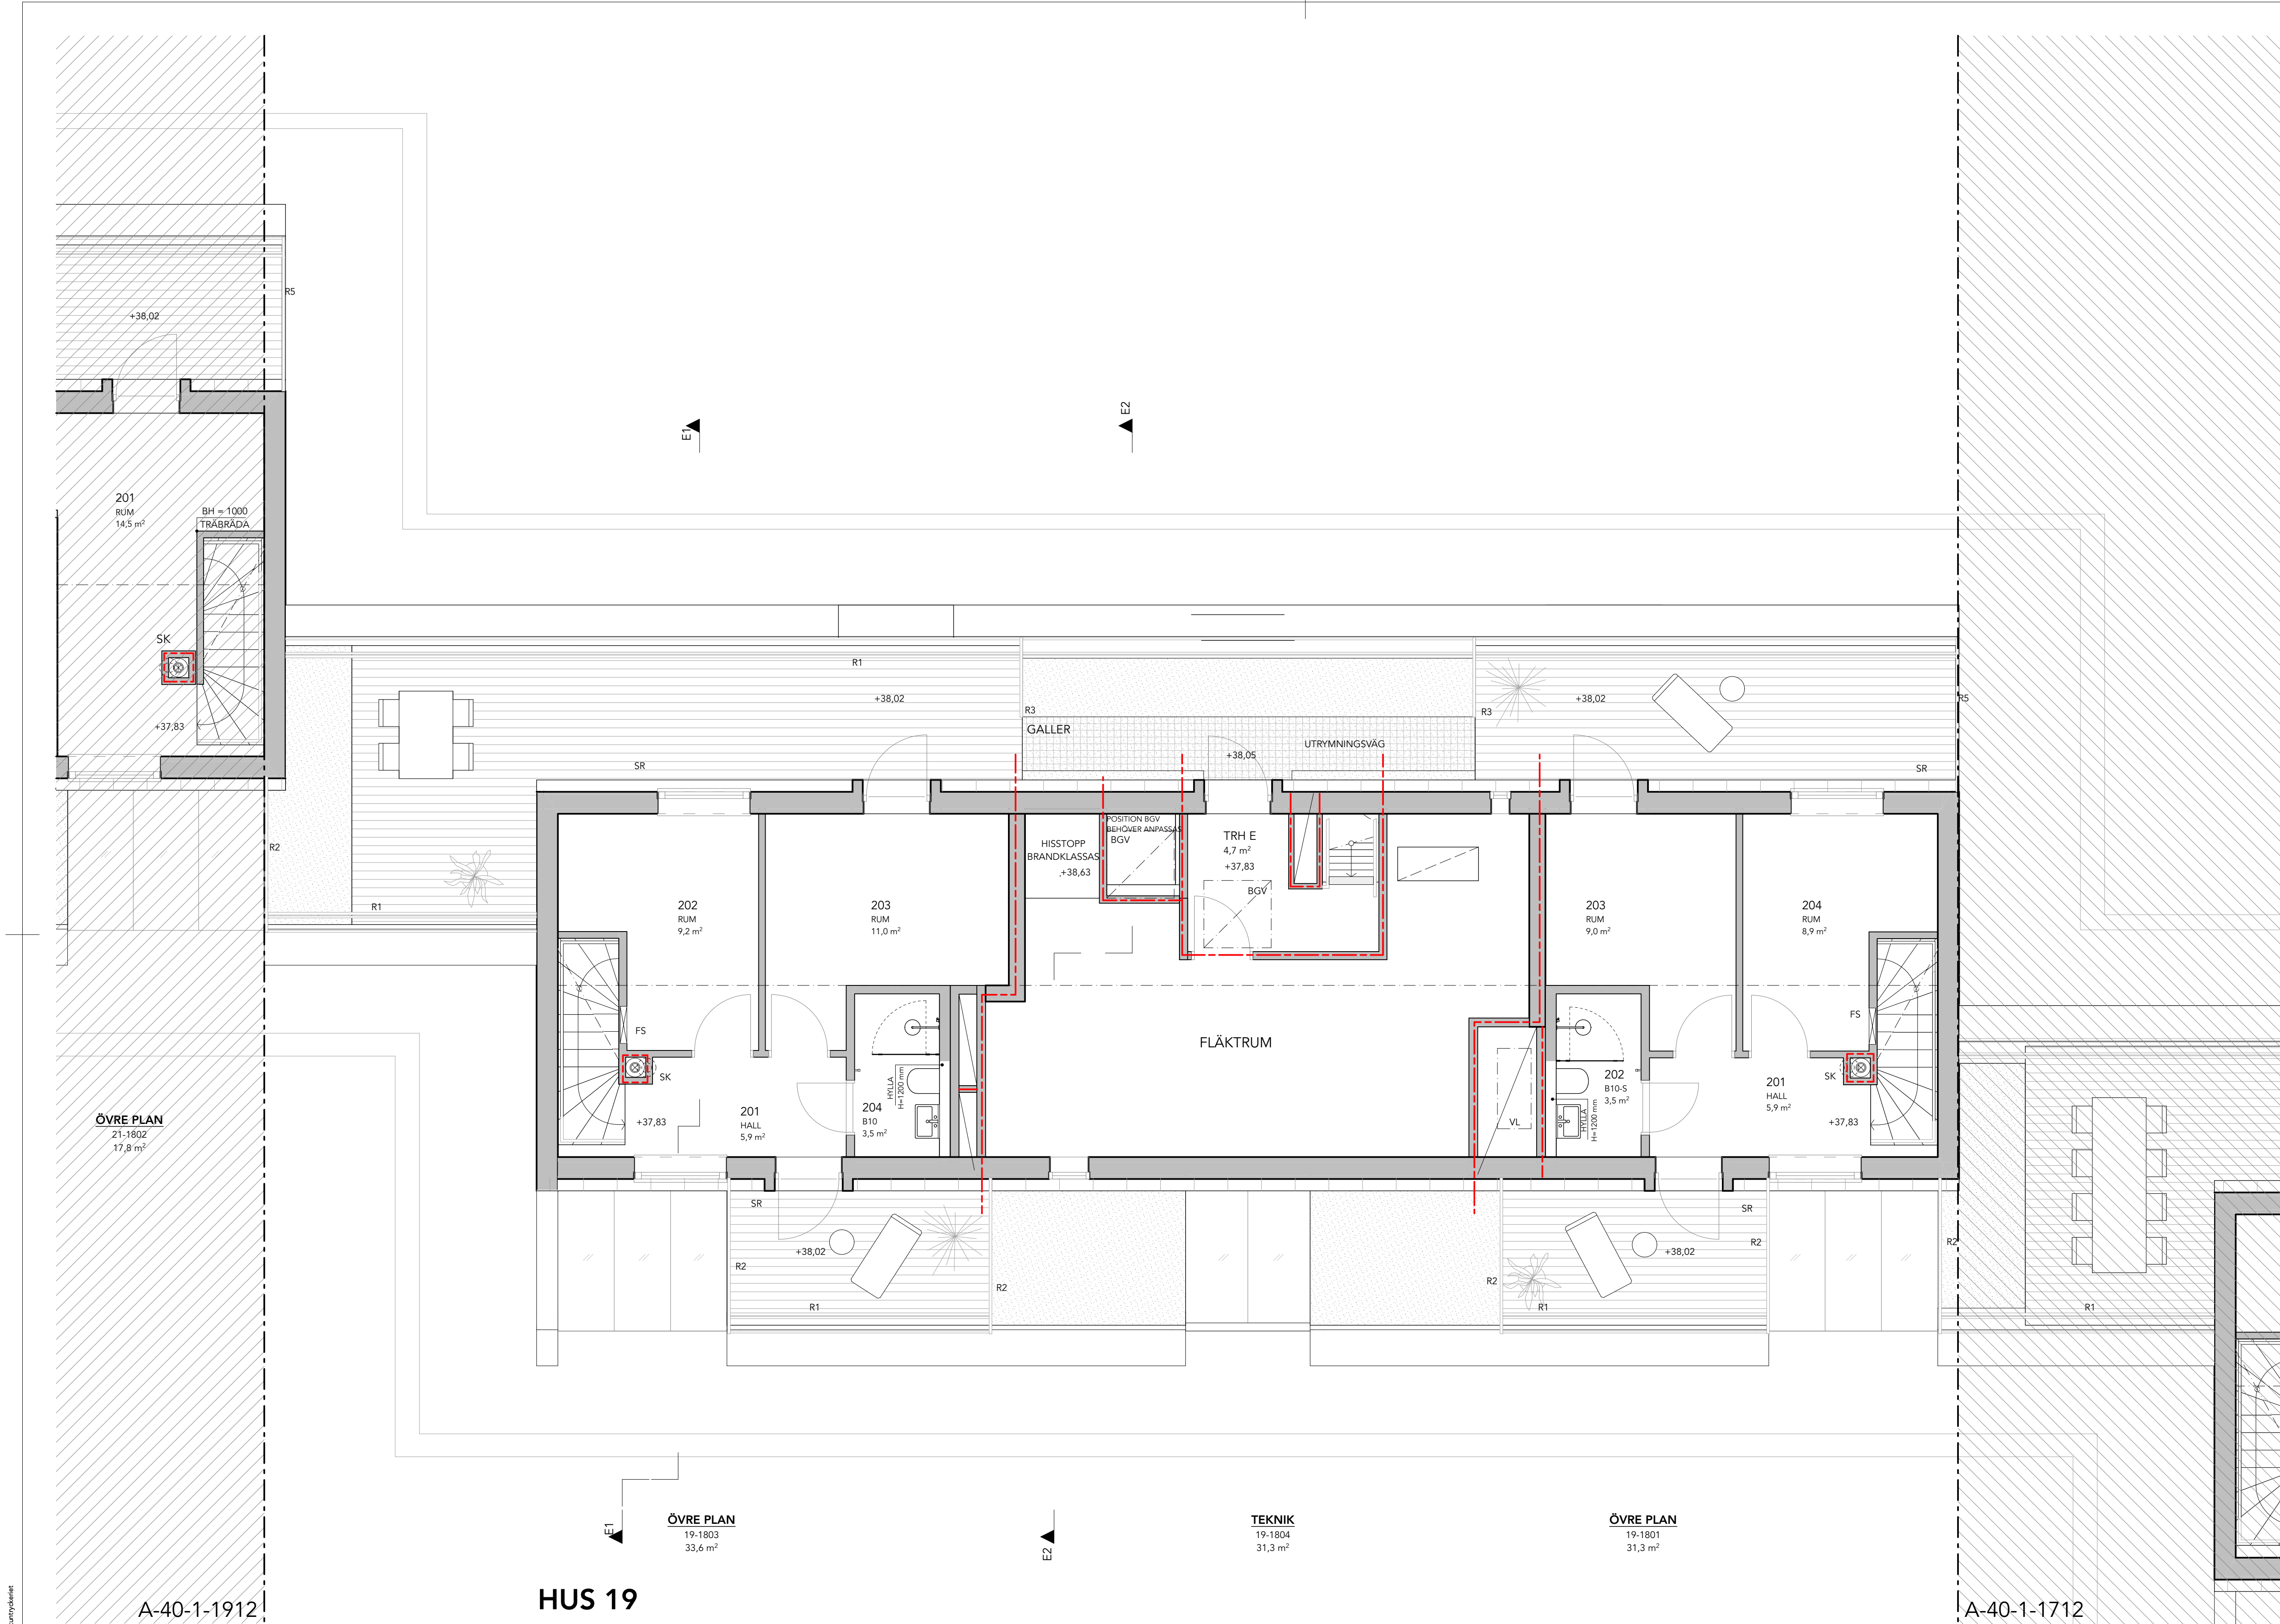 E2
E1
R5
+38,02
201
RUM
14,5 m²
BH = 1000
TRÄBRÄDA
SK
+37,83
R1
+38,02
R3
GALLER
+38,05
UTRYMNINGSVÄG
R3
+38,02
R5
SR
SR
R2
R1
POSITION BGV
BEHÖVER ANPASSAS
BGV
HISSTOPP
BRANDKLASSAS
+38,63
TRH E
4,7 m²
+37,83
BGV
202
RUM
9,2 m²
203
RUM
11,0 m²
203
RUM
9,0 m²
204
RUM
8,9 m²
FS
SK
FLÄKTRUM
FS
SK
HYLLA
H=1200 mm
204
B10
3,5 m²
201
HALL
5,9 m²
+37,83
VL
202
B10-S
3,5 m²
HYLLA
H=1200 mm
201
HALL
5,9 m²
+37,83
ÖVRE PLAN
21-1802
17,8 m²
SR
+38,02
R2
R1
R2
R2
R1
SR
+38,02
R2
R2
R1
E1
E2
ÖVRE PLAN
19-1803
33,6 m²
TEKNIK
19-1804
31,3 m²
ÖVRE PLAN
19-1801
31,3 m²
HUS 19
A-40-1-1912
A-40-1-1712